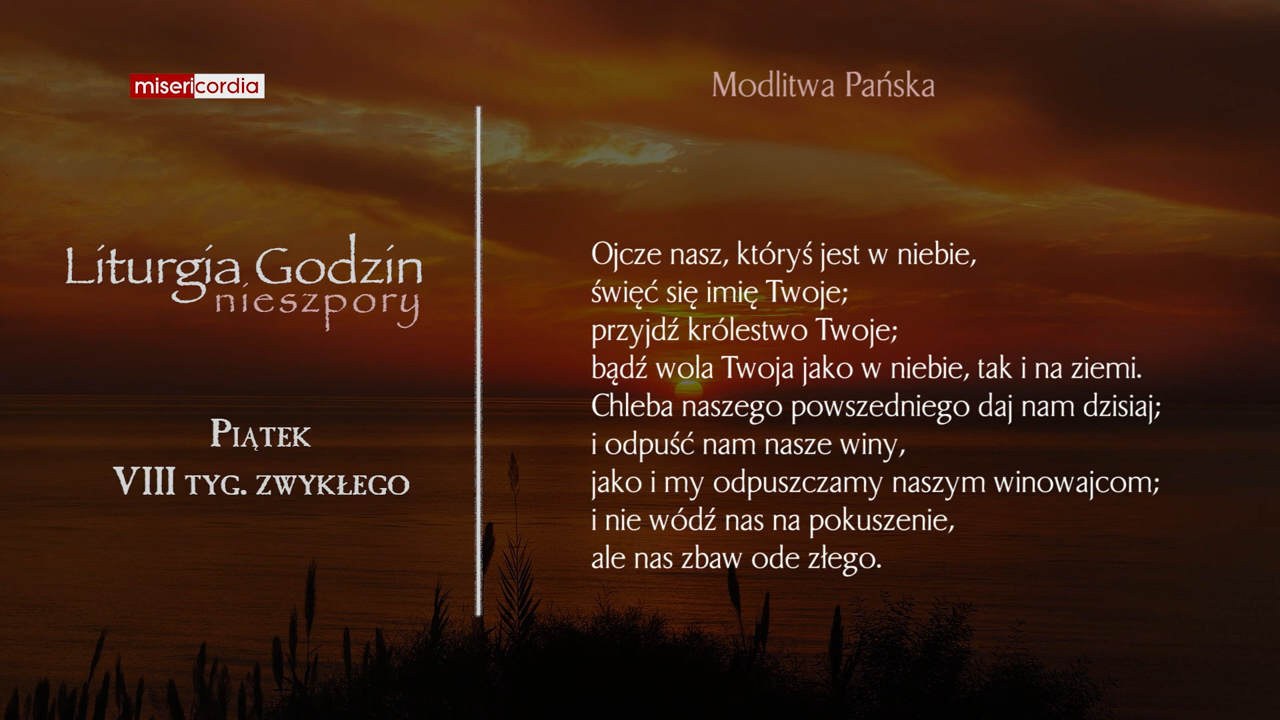 misericordia
Modlitwa Pańska
Liturgia Godzin
nieszpory
Piątek
VIII tyg. zwykłego
Ojcze nasz, któryś jest w niebie,
święć się imię Twoje;
przyjdź królestwo Twoje;
bądź wola Twoja jako w niebie, tak i na ziemi.
Chleba naszego powszedniego daj nam dzisiaj;
i odpuść nam nasze winy,
jako i my odpuszczamy naszym winowajcom;
i nie wódź nas na pokuszenie,
ale nas zbaw ode złego.